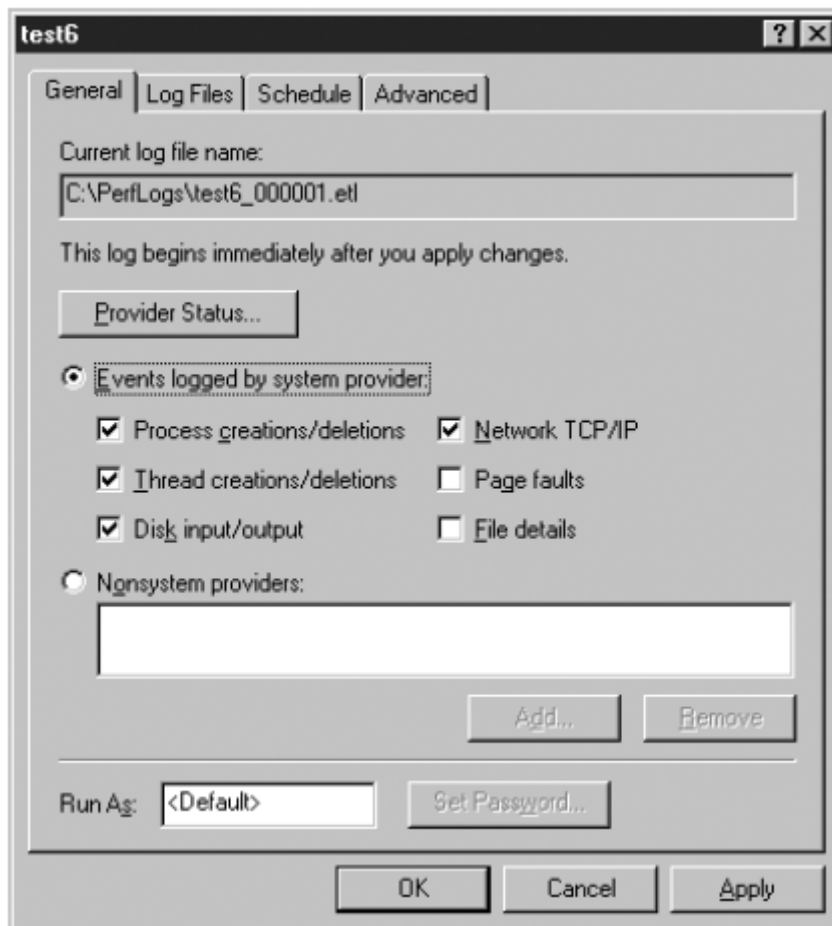 test6
General Log Files Schedule Advanced
Current log file name:
C:\PerfLogs\test6_000001.etl
This log begins immediately after you apply changes.
Provider Status...
Events logged by system provider:
Process creations/deletions Network TCP/IP
Thread creations/deletions Page faults
Disk input/output File details
Nonsystem providers:
Add... Remove
Run As: <Default> Set Password...
OK Cancel Apply